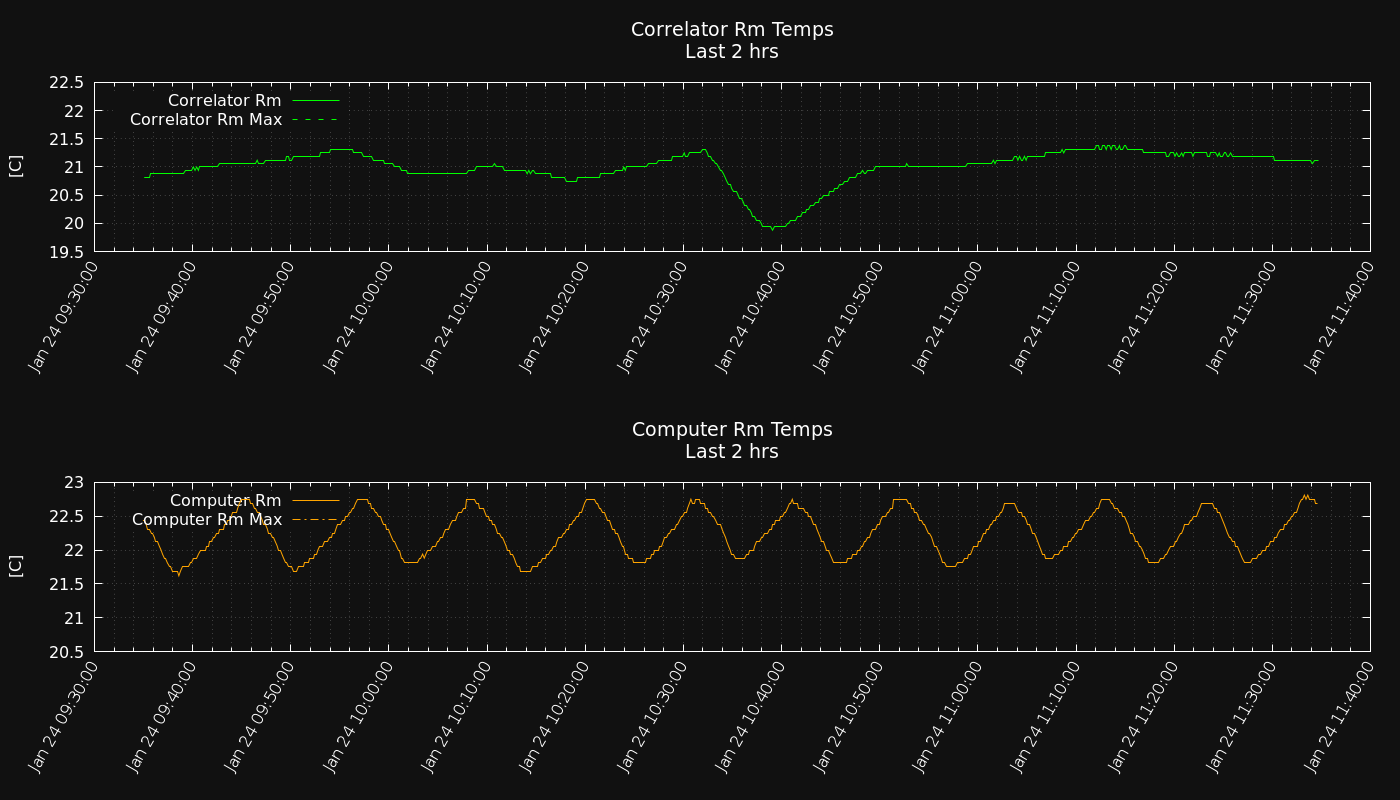 Correlator Rm Temps
Last 2 hrs
22.5
22
21.5
21
20.5
20
19.5
[C]
Correlator Rm
Correlator Rm Max
Jan 24 09:30:00
Jan 24 09:40:00
Jan 24 09:50:00
Jan 24 10:00:00
Jan 24 10:10:00
Jan 24 10:20:00
Jan 24 10:30:00
Jan 24 10:40:00
Jan 24 10:50:00
Jan 24 11:00:00
Jan 24 11:10:00
Jan 24 11:20:00
Jan 24 11:30:00
Jan 24 11:40:00
Computer Rm Temps
Last 2 hrs
23
22.5
22
21.5
21
20.5
[C]
Computer Rm
Computer Rm Max
Jan 24 09:30:00
Jan 24 09:40:00
Jan 24 09:50:00
Jan 24 10:00:00
Jan 24 10:10:00
Jan 24 10:20:00
Jan 24 10:30:00
Jan 24 10:40:00
Jan 24 10:50:00
Jan 24 11:00:00
Jan 24 11:10:00
Jan 24 11:20:00
Jan 24 11:30:00
Jan 24 11:40:00